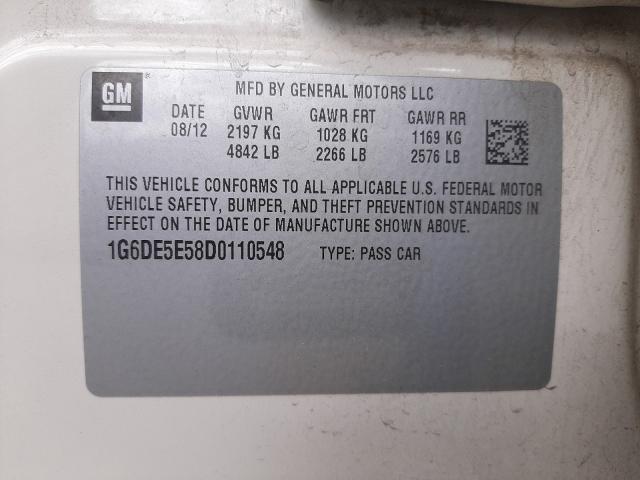 GM
MFD BY GENERAL MOTORS LLC
DATE GVWR GAWR FRT GAWR RR
08/12 2197 KG 1028 KG 1169 KG
4842 LB 2266 LB 2576 LB
THIS VEHICLE CONFORMS TO ALL APPLICABLE U.S. FEDERAL MOTOR
VEHICLE SAFETY, BUMPER, AND THEFT PREVENTION STANDARDS IN
EFFECT ON THE DATE OF MANUFACTURE SHOWN ABOVE.
1G6DE5E58D0110548 TYPE: PASS CAR